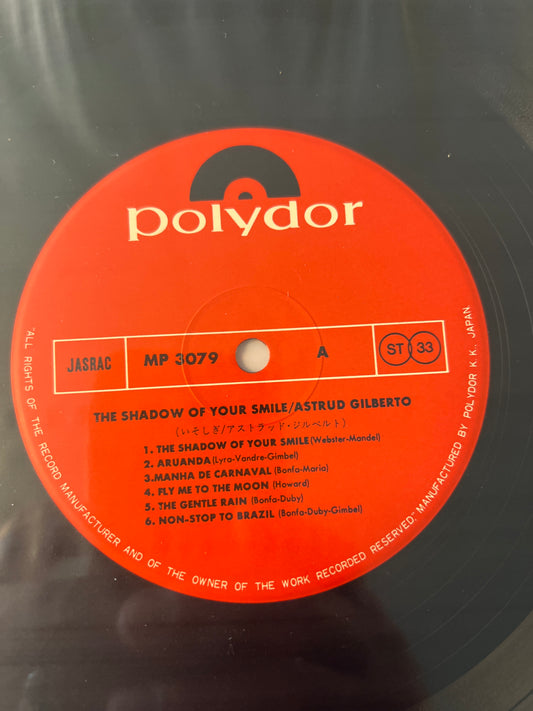 polydor
JASRAC MP 3079 A ST 33
THE SHADOW OF YOUR SMILE/ASTRUD GILBERTO
(いそしぎ/アストラッド・ジルベルト)
1. THE SHADOW OF YOUR SMILE(Webster-Mandel)
2. ARUANDA(Lyra-Vandre-Gimbel)
3.MANHA DE CARNAVAL (Bonfa-Maria)
4. FLY ME TO THE MOON (Howard)
5. THE GENTLE RAIN (Bonfa-Duby)
6. NON-STOP TO BRAZIL (Bonfa-Duby-Gimbel)
"ALL RIGHTS OF THE RECORD MANUFACTURER AND OF THE OWNER OF THE WORK RECORDED RESERVED." MANUFACTURED BY POLYDOR K.K., JAPAN